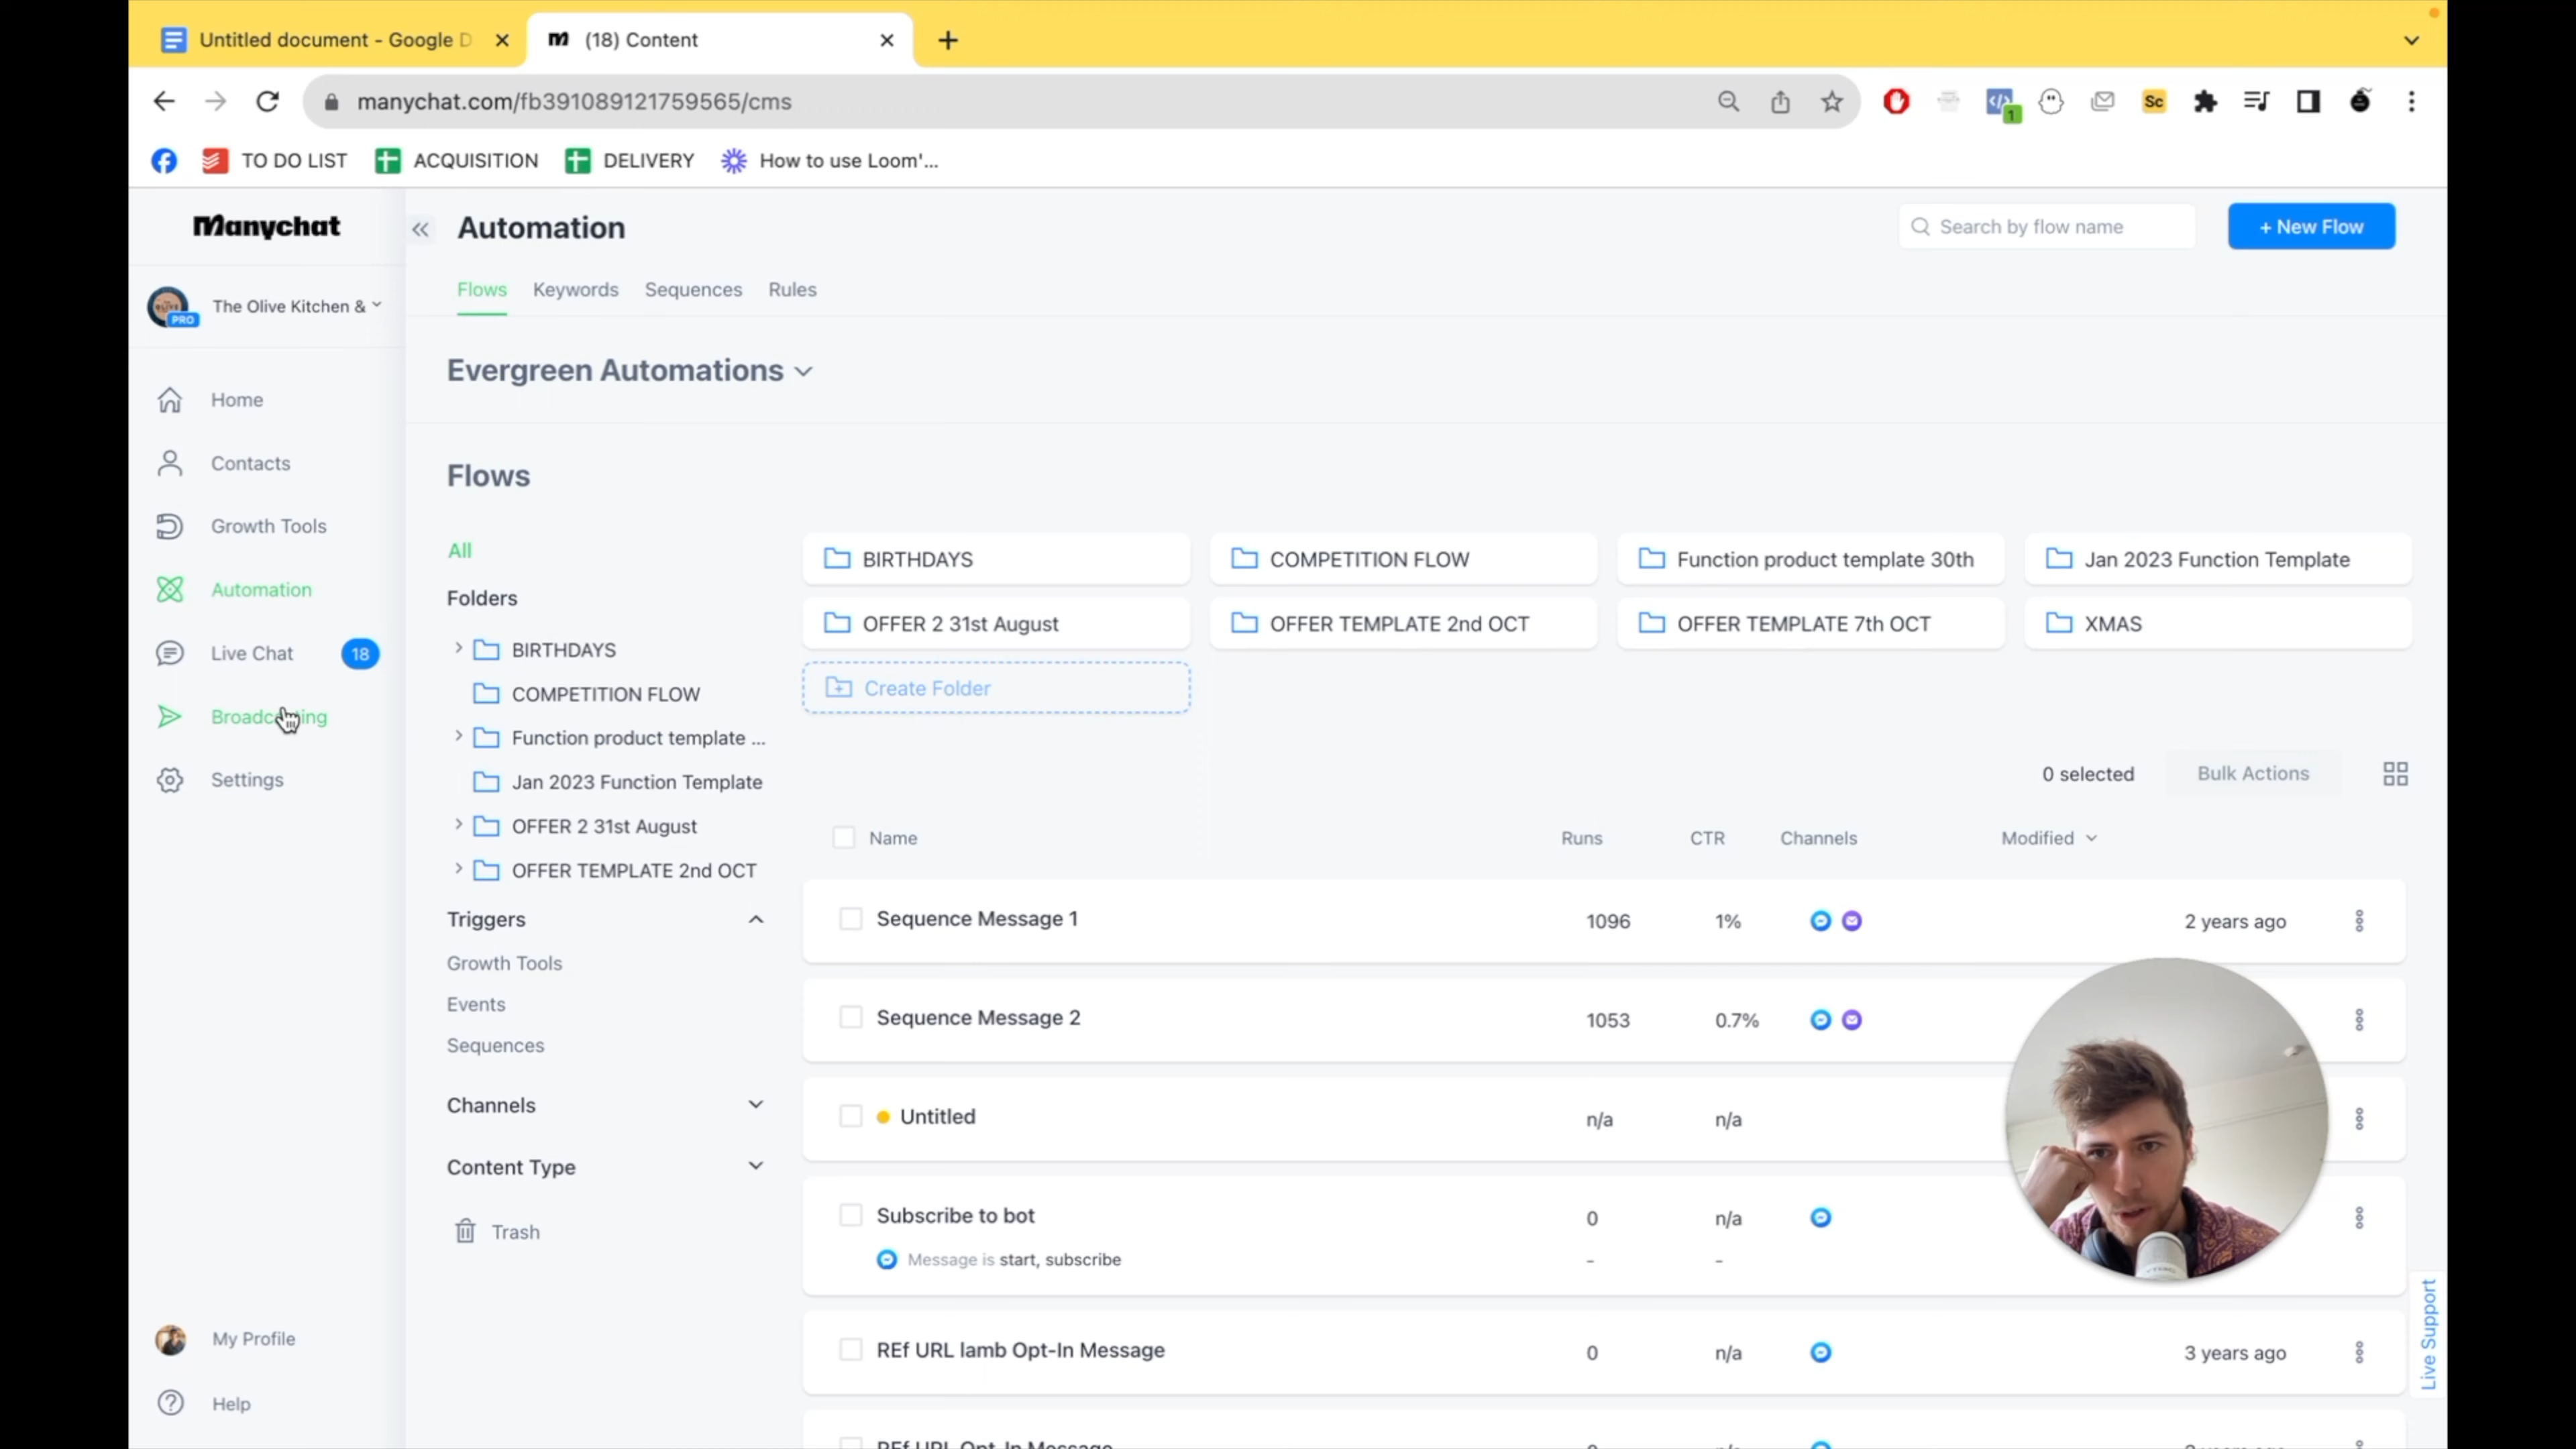 Untitled document - Google D
(18) Content
manychat.com/fb391089121759565/cms
Sc
1
TO DO LIST
ACQUISITION
DELIVERY
How to use Loom'...
Manychat
Automation
Search by flow name
+ New Flow
The Olive Kitchen &
PRO
Flows
Keywords
Sequences
Rules
Evergreen Automations
Home
Contacts
Growth Tools
Automation
Live Chat
18
Broadcasting
Settings
My Profile
Help
Flows
All
Folders
BIRTHDAYS
COMPETITION FLOW
Function product template ...
Jan 2023 Function Template
OFFER 2 31st August
OFFER TEMPLATE 2nd OCT
Triggers
Growth Tools
Events
Sequences
Channels
Content Type
Trash
BIRTHDAYS
COMPETITION FLOW
Function product template 30th
Jan 2023 Function Template
OFFER 2 31st August
OFFER TEMPLATE 2nd OCT
OFFER TEMPLATE 7th OCT
XMAS
Create Folder
0 selected
Bulk Actions
Name Runs CTR Channels Modified
Sequence Message 1 1096 1% 2 years ago
Sequence Message 2 1053 0.7%
Untitled n/a n/a
Subscribe to bot 0 n/a
Message is start, subscribe - -
REf URL lamb Opt-In Message 0 n/a 3 years ago
REf URL Opt-In Message
Live Support